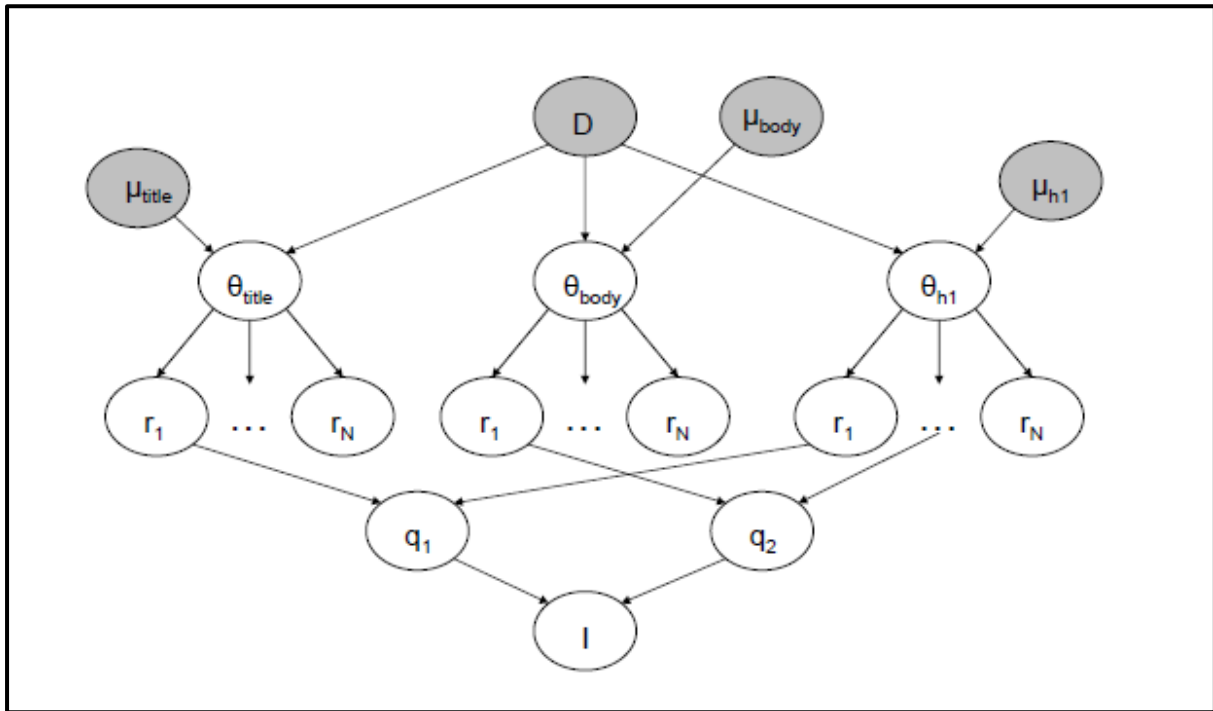 D
μbody
μtitle
μh1
θtitle
θbody
θh1
r1 ... rN r1 ... rN r1 ... rN
q1 q2
I